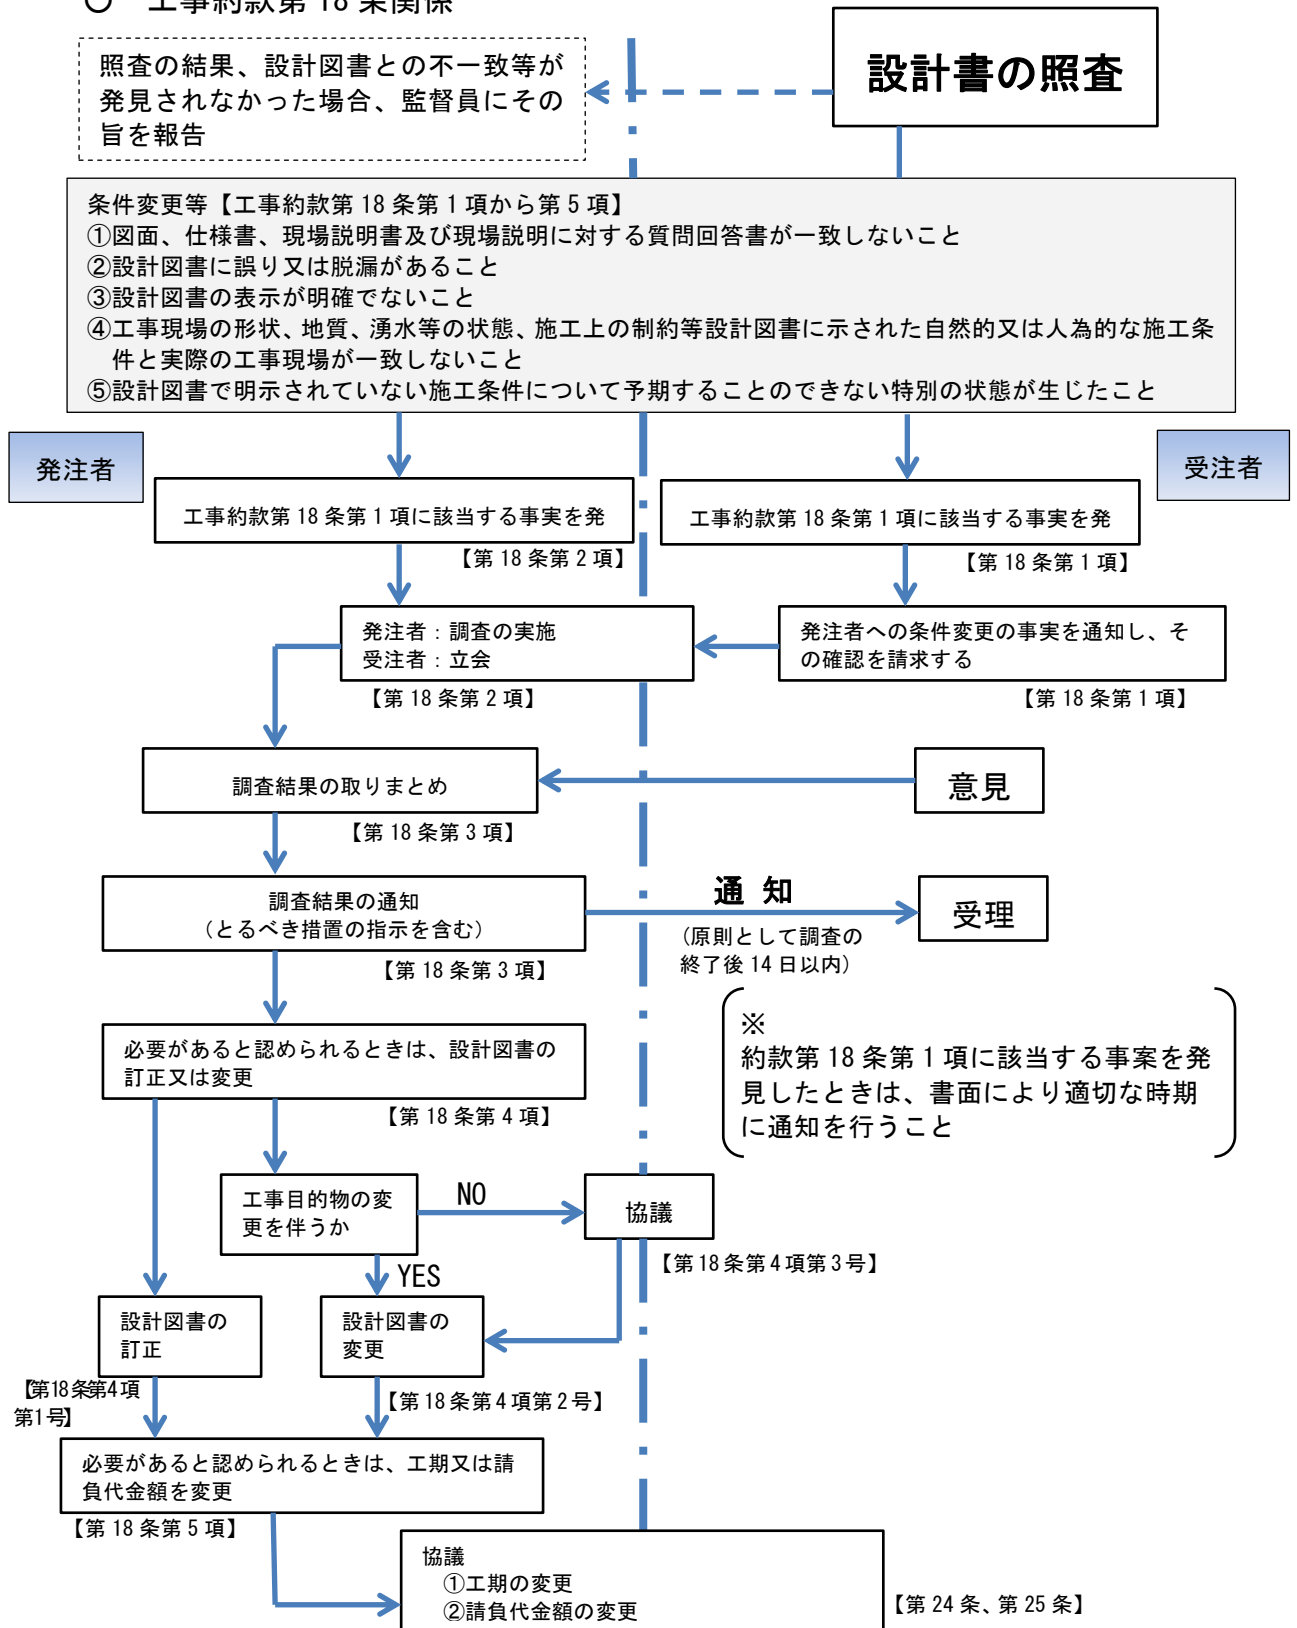 ○ 工事約款第 18 条関係
設計書の照査
照査の結果、設計図書との不一致等が
発見されなかった場合、監督員にその
旨を報告
条件変更等【工事約款第 18 条第 1 項から第 5 項】
①図面、仕様書、現場説明書及び現場説明に対する質問回答書が一致しないこと
②設計図書に誤り又は脱漏があること
③設計図書の表示が明確でないこと
④工事現場の形状、地質、湧水等の状態、施工上の制約等設計図書に示された自然的又は人為的な施工条
件と実際の工事現場が一致しないこと
⑤設計図書で明示されていない施工条件について予期することのできない特別の状態が生じたこと
発注者
受注者
工事約款第 18 条第 1 項に該当する事実を発
【第 18 条第 2 項】
工事約款第 18 条第 1 項に該当する事実を発
【第 18 条第 1 項】
発注者：調査の実施
受注者：立会
【第 18 条第 2 項】
発注者への条件変更の事実を通知し、そ
の確認を請求する
【第 18 条第 1 項】
調査結果の取りまとめ
【第 18 条第 3 項】
意見
調査結果の通知
（とるべき措置の指示を含む）
【第 18 条第 3 項】
通 知
（原則として調査の
終了後 14 日以内）
受理
必要があると認められるときは、設計図書の
訂正又は変更
【第 18 条第 4 項】
※
約款第 18 条第 1 項に該当する事案を発
見したときは、書面により適切な時期
に通知を行うこと
工事目的物の変
更を伴うか
NO
協議
【第18条第4項第3号】
YES
設計図書の
訂正
【第18条第4項
第1号】
設計図書の
変更
【第18条第4項第2号】
必要があると認められるときは、工期又は請
負代金額を変更
【第 18 条第 5 項】
協議
①工期の変更
②請負代金額の変更
【第 24 条、第 25 条】